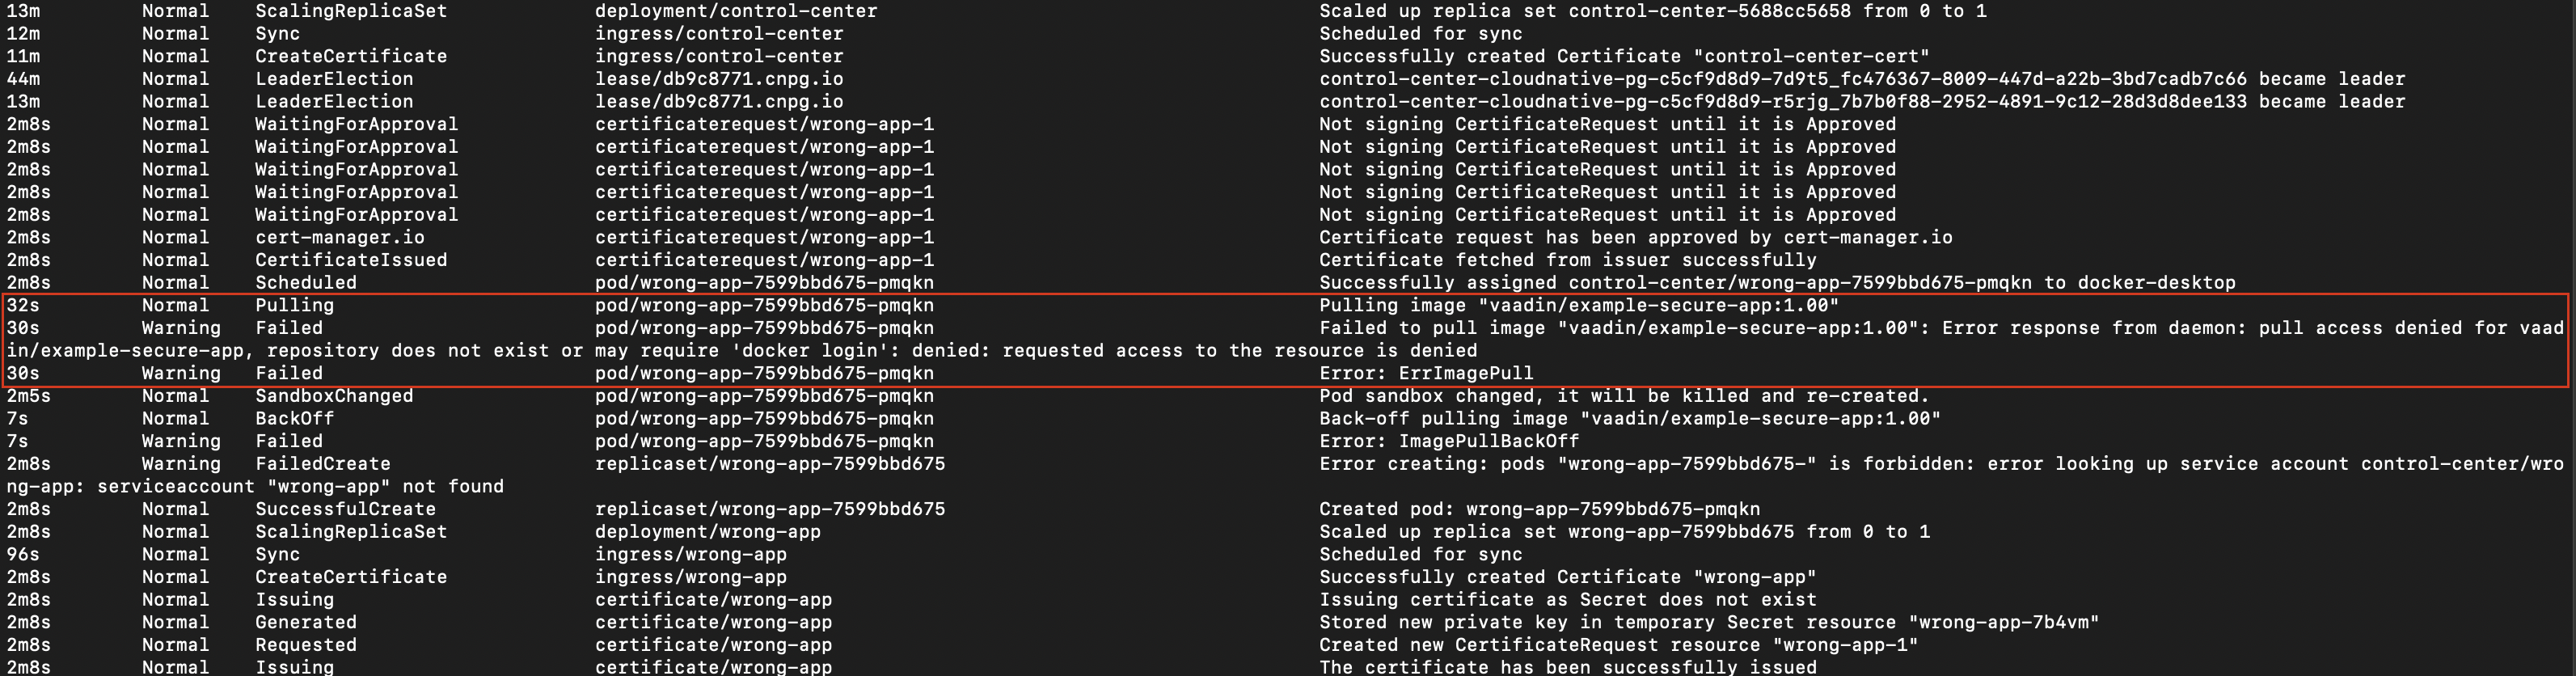 13m Normal ScalingReplicaSet deployment/control-center Scaled up replica set control-center-5688cc5658 from 0 to 1
12m Normal Sync ingress/control-center Scheduled for sync
11m Normal CreateCertificate ingress/control-center Successfully created Certificate "control-center-cert"
44m Normal LeaderElection lease/db9c8771.cnpg.io control-center-cloudnative-pg-c5cf9d8d9-7d9t5_fc476367-8009-447d-a22b-3bd7cadb7c66 became leader
13m Normal LeaderElection lease/db9c8771.cnpg.io control-center-cloudnative-pg-c5cf9d8d9-r5rjg_7b7b0f88-2952-4891-9c12-28d3d8dee133 became leader
2m8s Normal WaitingForApproval certificaterequest/wrong-app-1 Not signing CertificateRequest until it is Approved
2m8s Normal WaitingForApproval certificaterequest/wrong-app-1 Not signing CertificateRequest until it is Approved
2m8s Normal WaitingForApproval certificaterequest/wrong-app-1 Not signing CertificateRequest until it is Approved
2m8s Normal WaitingForApproval certificaterequest/wrong-app-1 Not signing CertificateRequest until it is Approved
2m8s Normal WaitingForApproval certificaterequest/wrong-app-1 Not signing CertificateRequest until it is Approved
2m8s Normal cert-manager.io certificaterequest/wrong-app-1 Certificate request has been approved by cert-manager.io
2m8s Normal CertificateIssued certificaterequest/wrong-app-1 Certificate fetched from issuer successfully
2m8s Normal Scheduled pod/wrong-app-7599bbd675-pmqkn Successfully assigned control-center/wrong-app-7599bbd675-pmqkn to docker-desktop
32s Normal Pulling pod/wrong-app-7599bbd675-pmqkn Pulling image "vaadin/example-secure-app:1.00"
30s Warning Failed pod/wrong-app-7599bbd675-pmqkn Failed to pull image "vaadin/example-secure-app:1.00": Error response from daemon: pull access denied for vaad
in/example-secure-app, repository does not exist or may require 'docker login': denied: requested access to the resource is denied
30s Warning Failed pod/wrong-app-7599bbd675-pmqkn Error: ErrImagePull
2m5s Normal SandboxChanged pod/wrong-app-7599bbd675-pmqkn Pod sandbox changed, it will be killed and re-created.
7s Normal BackOff pod/wrong-app-7599bbd675-pmqkn Back-off pulling image "vaadin/example-secure-app:1.00"
7s Warning Failed pod/wrong-app-7599bbd675-pmqkn Error: ImagePullBackOff
2m8s Warning FailedCreate replicaset/wrong-app-7599bbd675 Error creating: pods "wrong-app-7599bbd675-" is forbidden: error looking up service account control-center/wro
ng-app: serviceaccount "wrong-app" not found
2m8s Normal SuccessfulCreate replicaset/wrong-app-7599bbd675 Created pod: wrong-app-7599bbd675-pmqkn
2m8s Normal ScalingReplicaSet deployment/wrong-app Scaled up replica set wrong-app-7599bbd675 from 0 to 1
96s Normal Sync ingress/wrong-app Scheduled for sync
2m8s Normal CreateCertificate ingress/wrong-app Successfully created Certificate "wrong-app"
2m8s Normal Issuing certificate/wrong-app Issuing certificate as Secret does not exist
2m8s Normal Generated certificate/wrong-app Stored new private key in temporary Secret resource "wrong-app-7b4vm"
2m8s Normal Requested certificate/wrong-app Created new CertificateRequest resource "wrong-app-1"
2m8s Normal Issuing certificate/wrong-app The certificate has been successfully issued